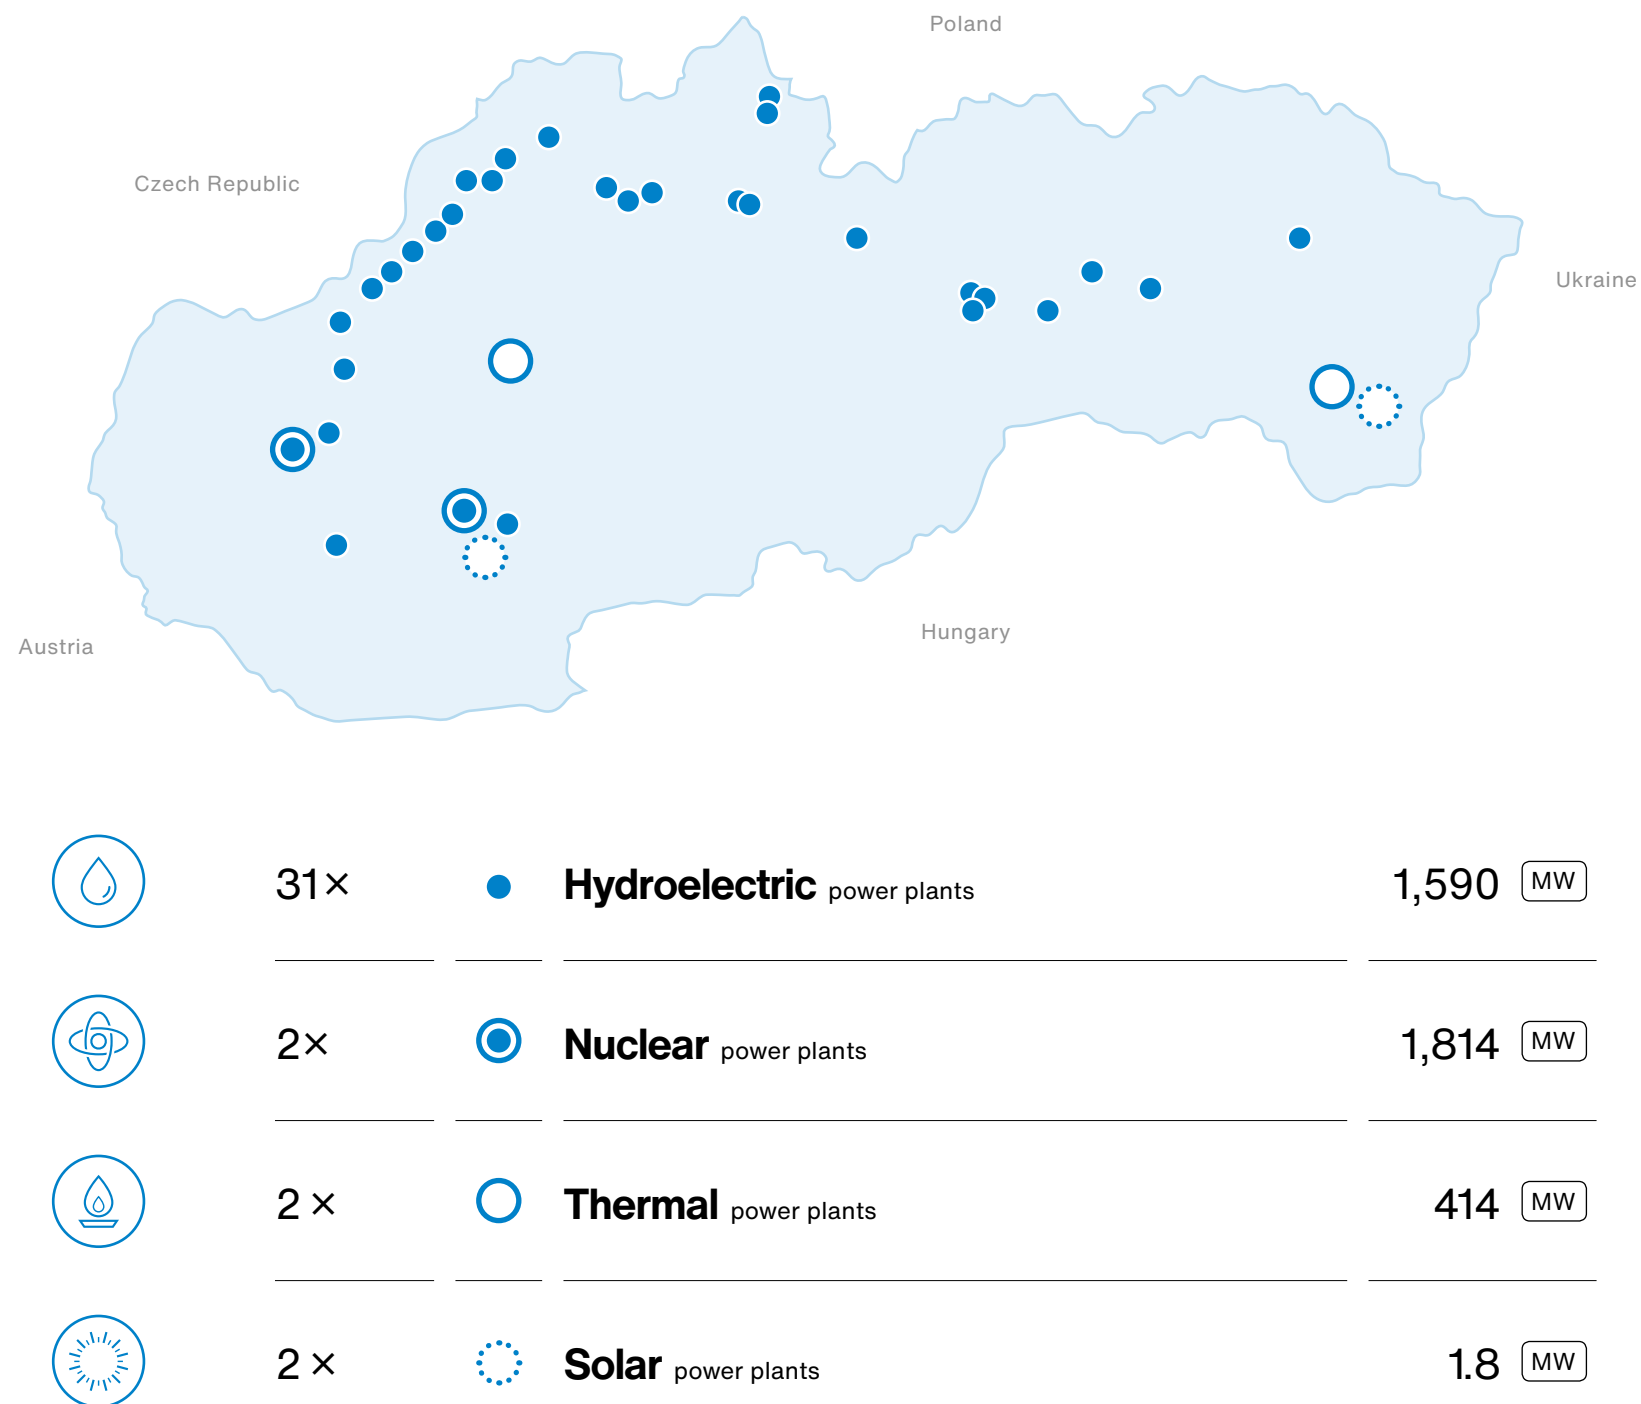 Poland
Czech Republic
Ukraine
Hungary
Austria
31× Hydroelectric power plants 1,590 MW
2× Nuclear power plants 1,814 MW
2 × Thermal power plants 414 MW
2 × Solar power plants 1.8 MW